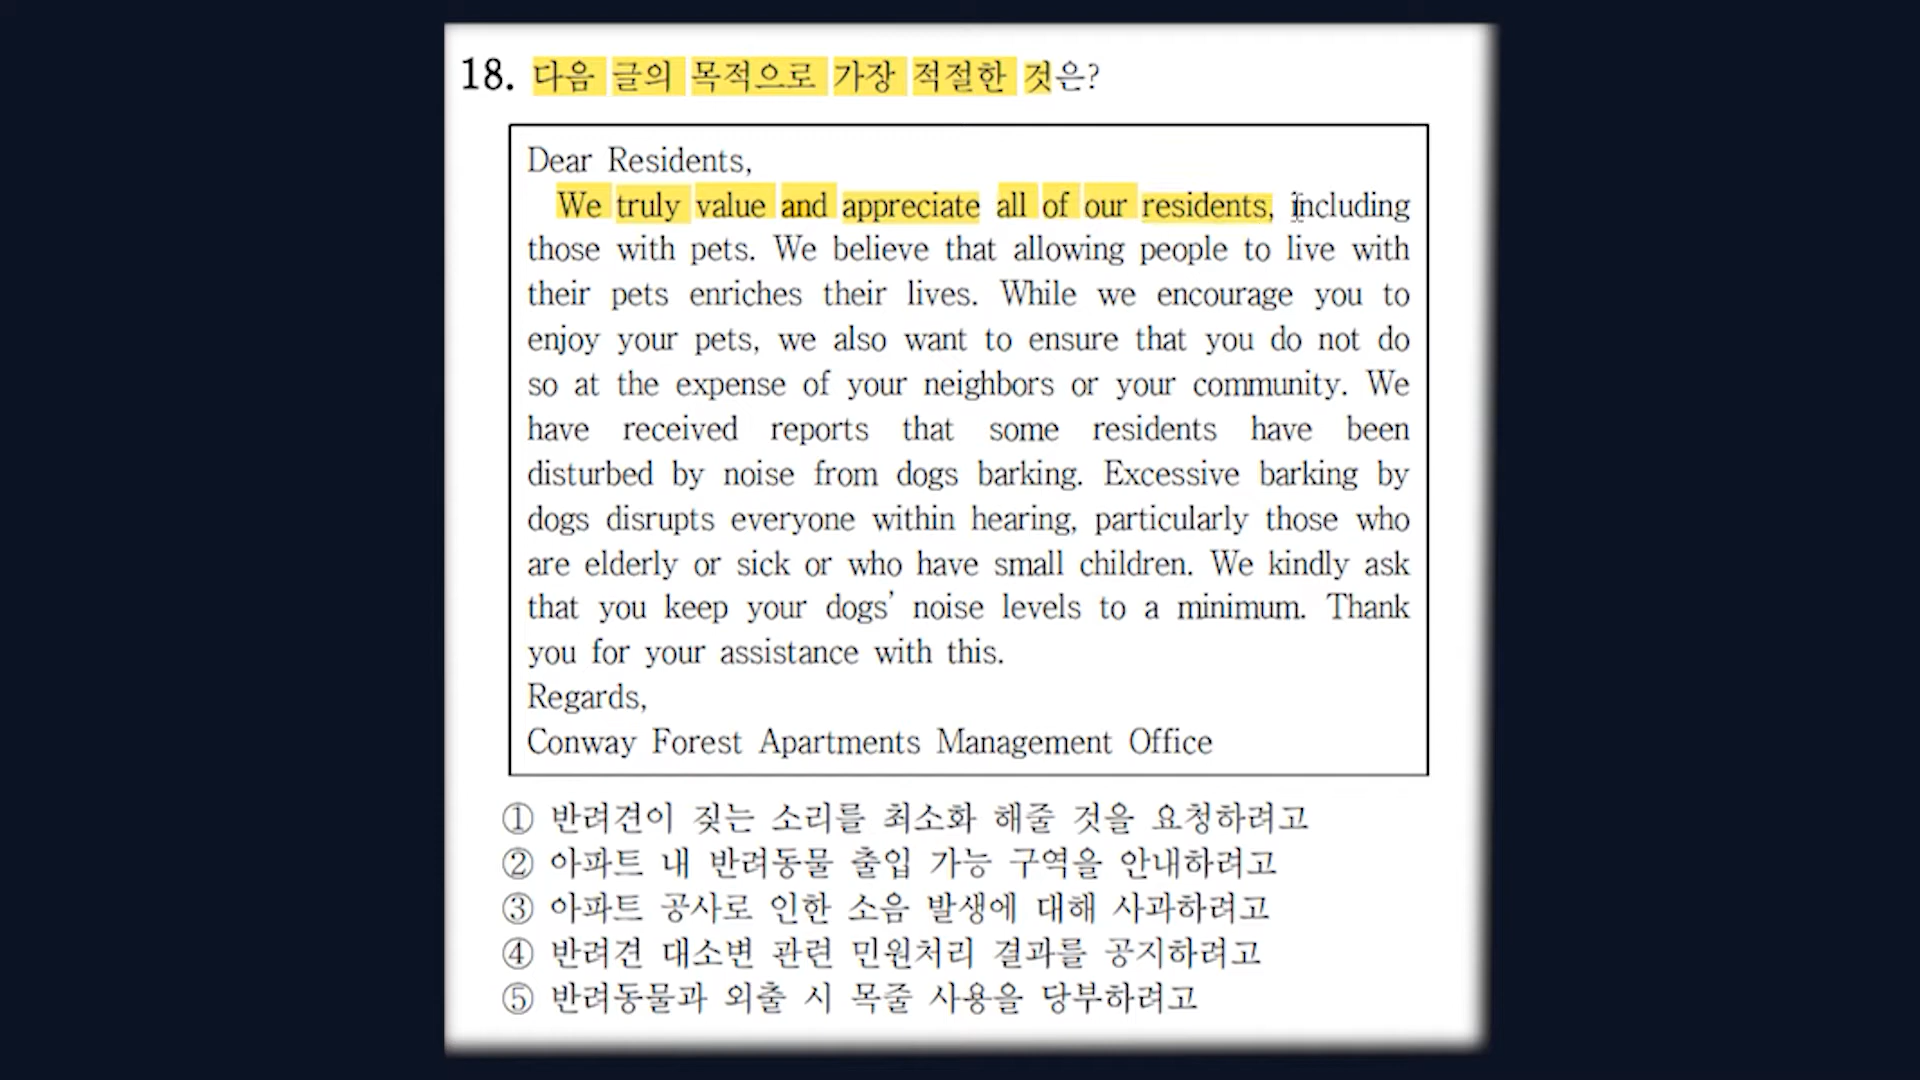 18. 다음 글의 목적으로 가장 적절한 것은?
Dear Residents,
We truly value and appreciate all of our residents, including
those with pets. We believe that allowing people to live with
their pets enriches their lives. While we encourage you to
enjoy your pets, we also want to ensure that you do not do
so at the expense of your neighbors or your community. We
have received reports that some residents have been
disturbed by noise from dogs barking. Excessive barking by
dogs disrupts everyone within hearing, particularly those who
are elderly or sick or who have small children. We kindly ask
that you keep your dogs’ noise levels to a minimum. Thank
you for your assistance with this.
Regards,
Conway Forest Apartments Management Office
① 반려견이 짖는 소리를 최소화 해줄 것을 요청하려고
② 아파트 내 반려동물 출입 가능 구역을 안내하려고
③ 아파트 공사로 인한 소음 발생에 대해 사과하려고
④ 반려견 대소변 관련 민원처리 결과를 공지하려고
⑤ 반려동물과 외출 시 목줄 사용을 당부하려고